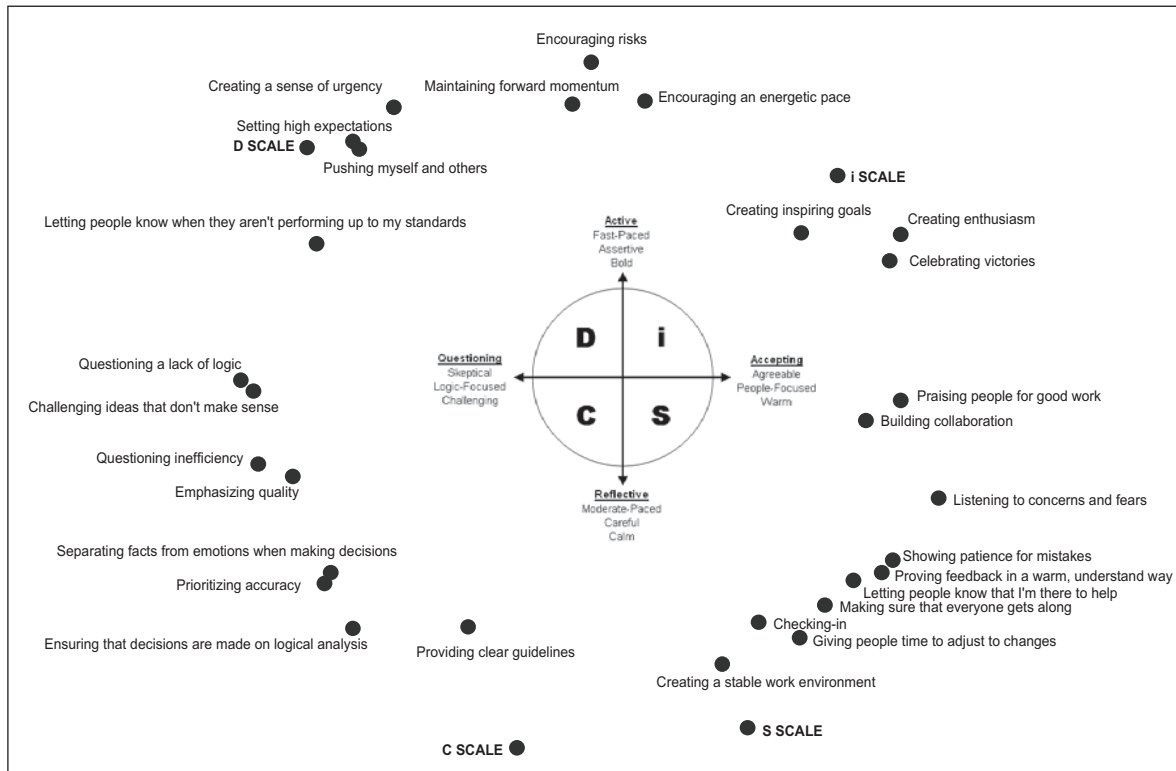 Encouraging risks
Creating a sense of urgency
Maintaining forward momentum
Encouraging an energetic pace
Setting high expectations
D SCALE
Pushing myself and others
i SCALE
Creating inspiring goals
Creating enthusiasm
Letting people know when they aren't performing up to my standards
Celebrating victories
Active
Fast-Paced
Assertive
Bold
D
i
Questioning
Skeptical
Logic-Focused
Challenging
Accepting
Agreeable
People-Focused
Warm
C
S
Reflective
Moderate-Paced
Careful
Calm
Questioning a lack of logic
Challenging ideas that don't make sense
Praising people for good work
Building collaboration
Questioning inefficiency
Emphasizing quality
Listening to concerns and fears
Separating facts from emotions when making decisions
Prioritizing accuracy
Showing patience for mistakes
Proving feedback in a warm, understand way
Letting people know that I'm there to help
Making sure that everyone gets along
Checking-in
Giving people time to adjust to changes
Ensuring that decisions are made on logical analysis
Providing clear guidelines
Creating a stable work environment
S SCALE
C SCALE